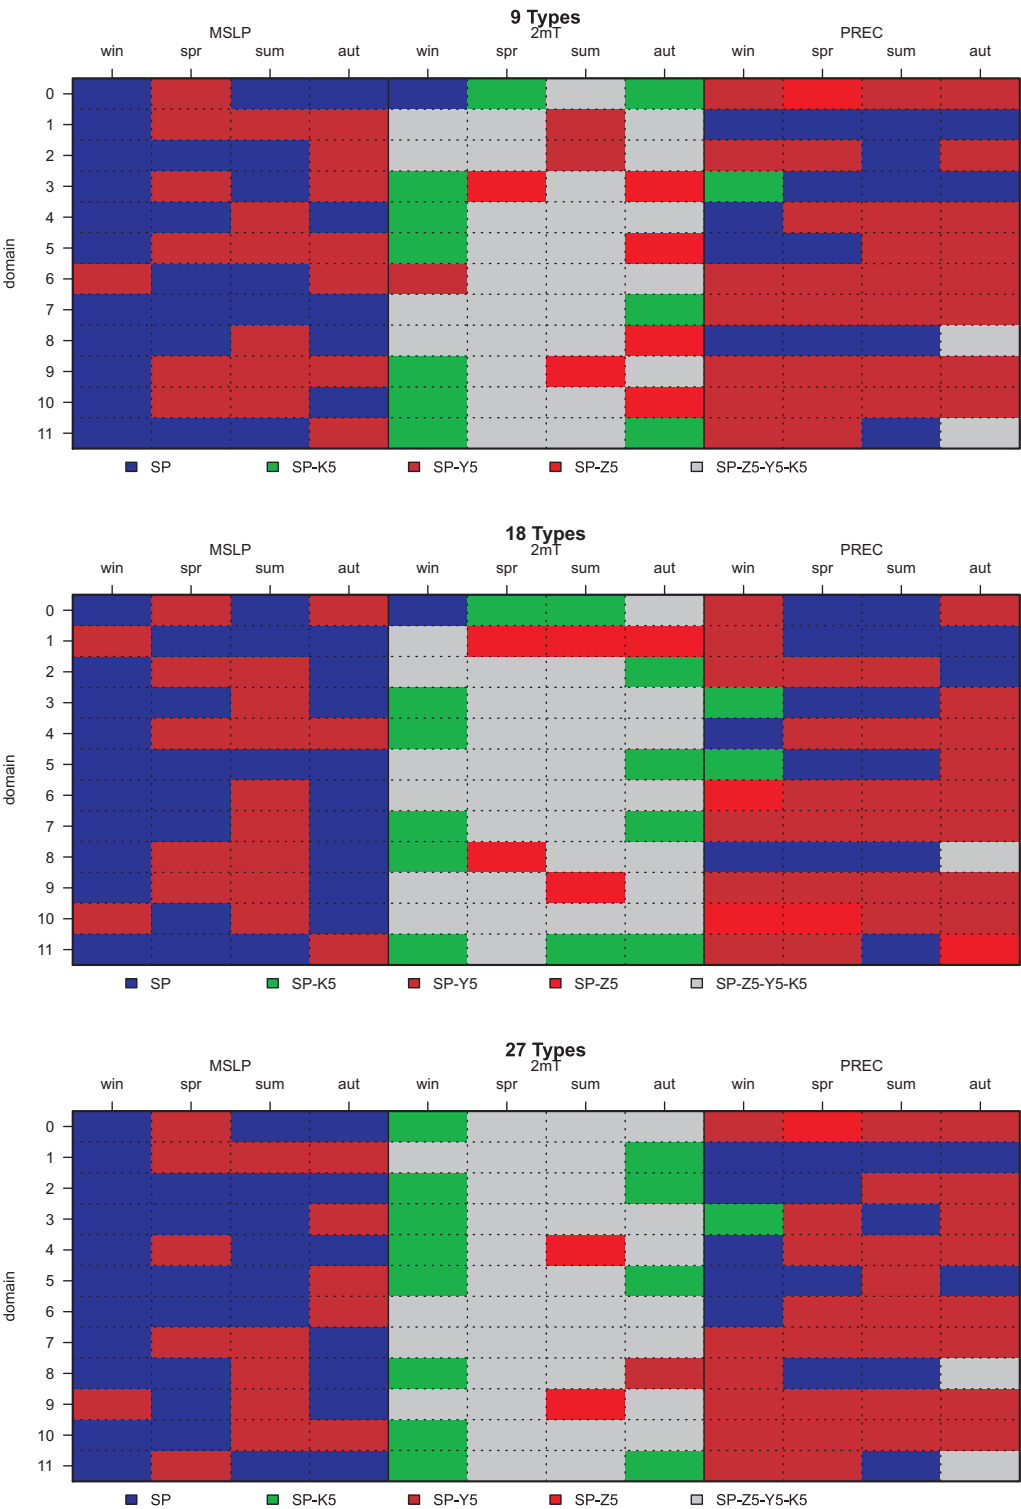 9 Types
MSLP 2mT PREC
win spr sum aut win spr sum aut win spr sum aut
domain
0
1
2
3
4
5
6
7
8
9
10
11
SP SP-K5 SP-Y5 SP-Z5 SP-Z5-Y5-K5
18 Types
MSLP 2mT PREC
win spr sum aut win spr sum aut win spr sum aut
domain
0
1
2
3
4
5
6
7
8
9
10
11
SP SP-K5 SP-Y5 SP-Z5 SP-Z5-Y5-K5
27 Types
MSLP 2mT PREC
win spr sum aut win spr sum aut win spr sum aut
domain
0
1
2
3
4
5
6
7
8
9
10
11
SP SP-K5 SP-Y5 SP-Z5 SP-Z5-Y5-K5